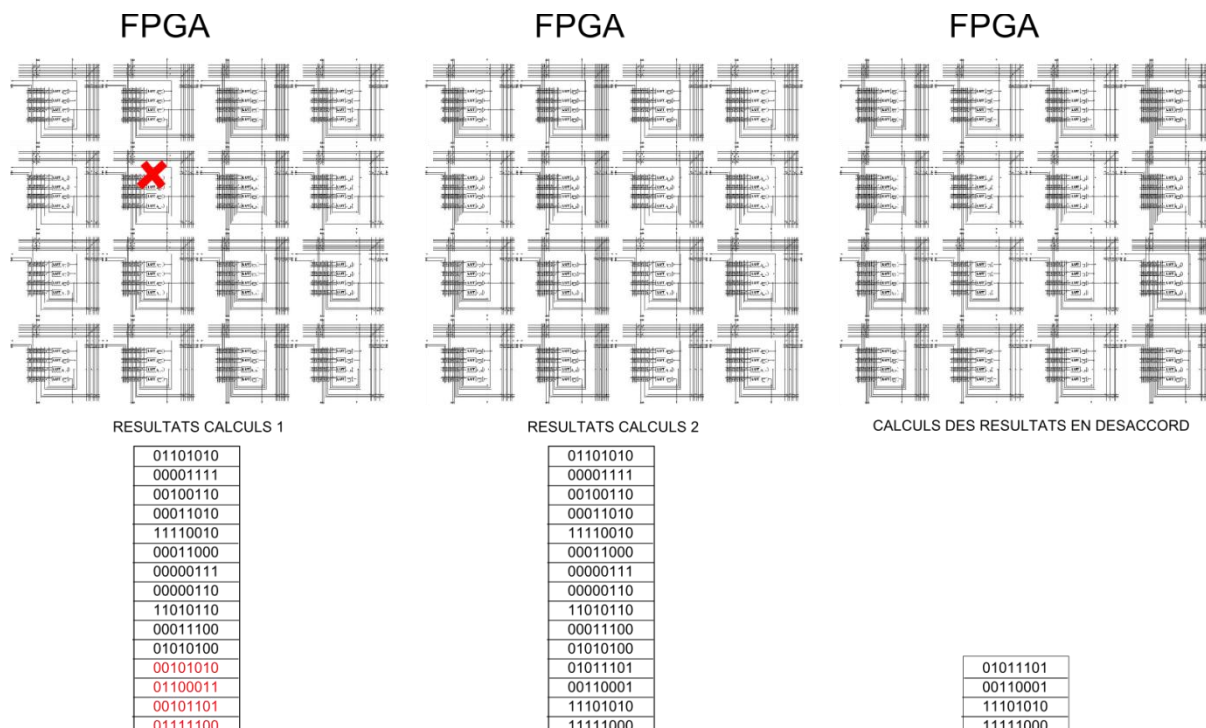 FPGA FPGA FPGA
RESULTATS CALCULS 1 RESULTATS CALCULS 2 CALCULS DES RESULTATS EN DESACCORD
01101010 01101010
00001111 00001111
00100110 00100110
00011010 00011010
11110010 11110010
00011000 00011000
00000111 00000111
00000110 00000110
11010110 11010110
00011100 00011100
01010100 01010100
00101010 01011101 01011101
01100011 00110001 00110001
00101101 11101010 11101010
01111100 11111000 11111000